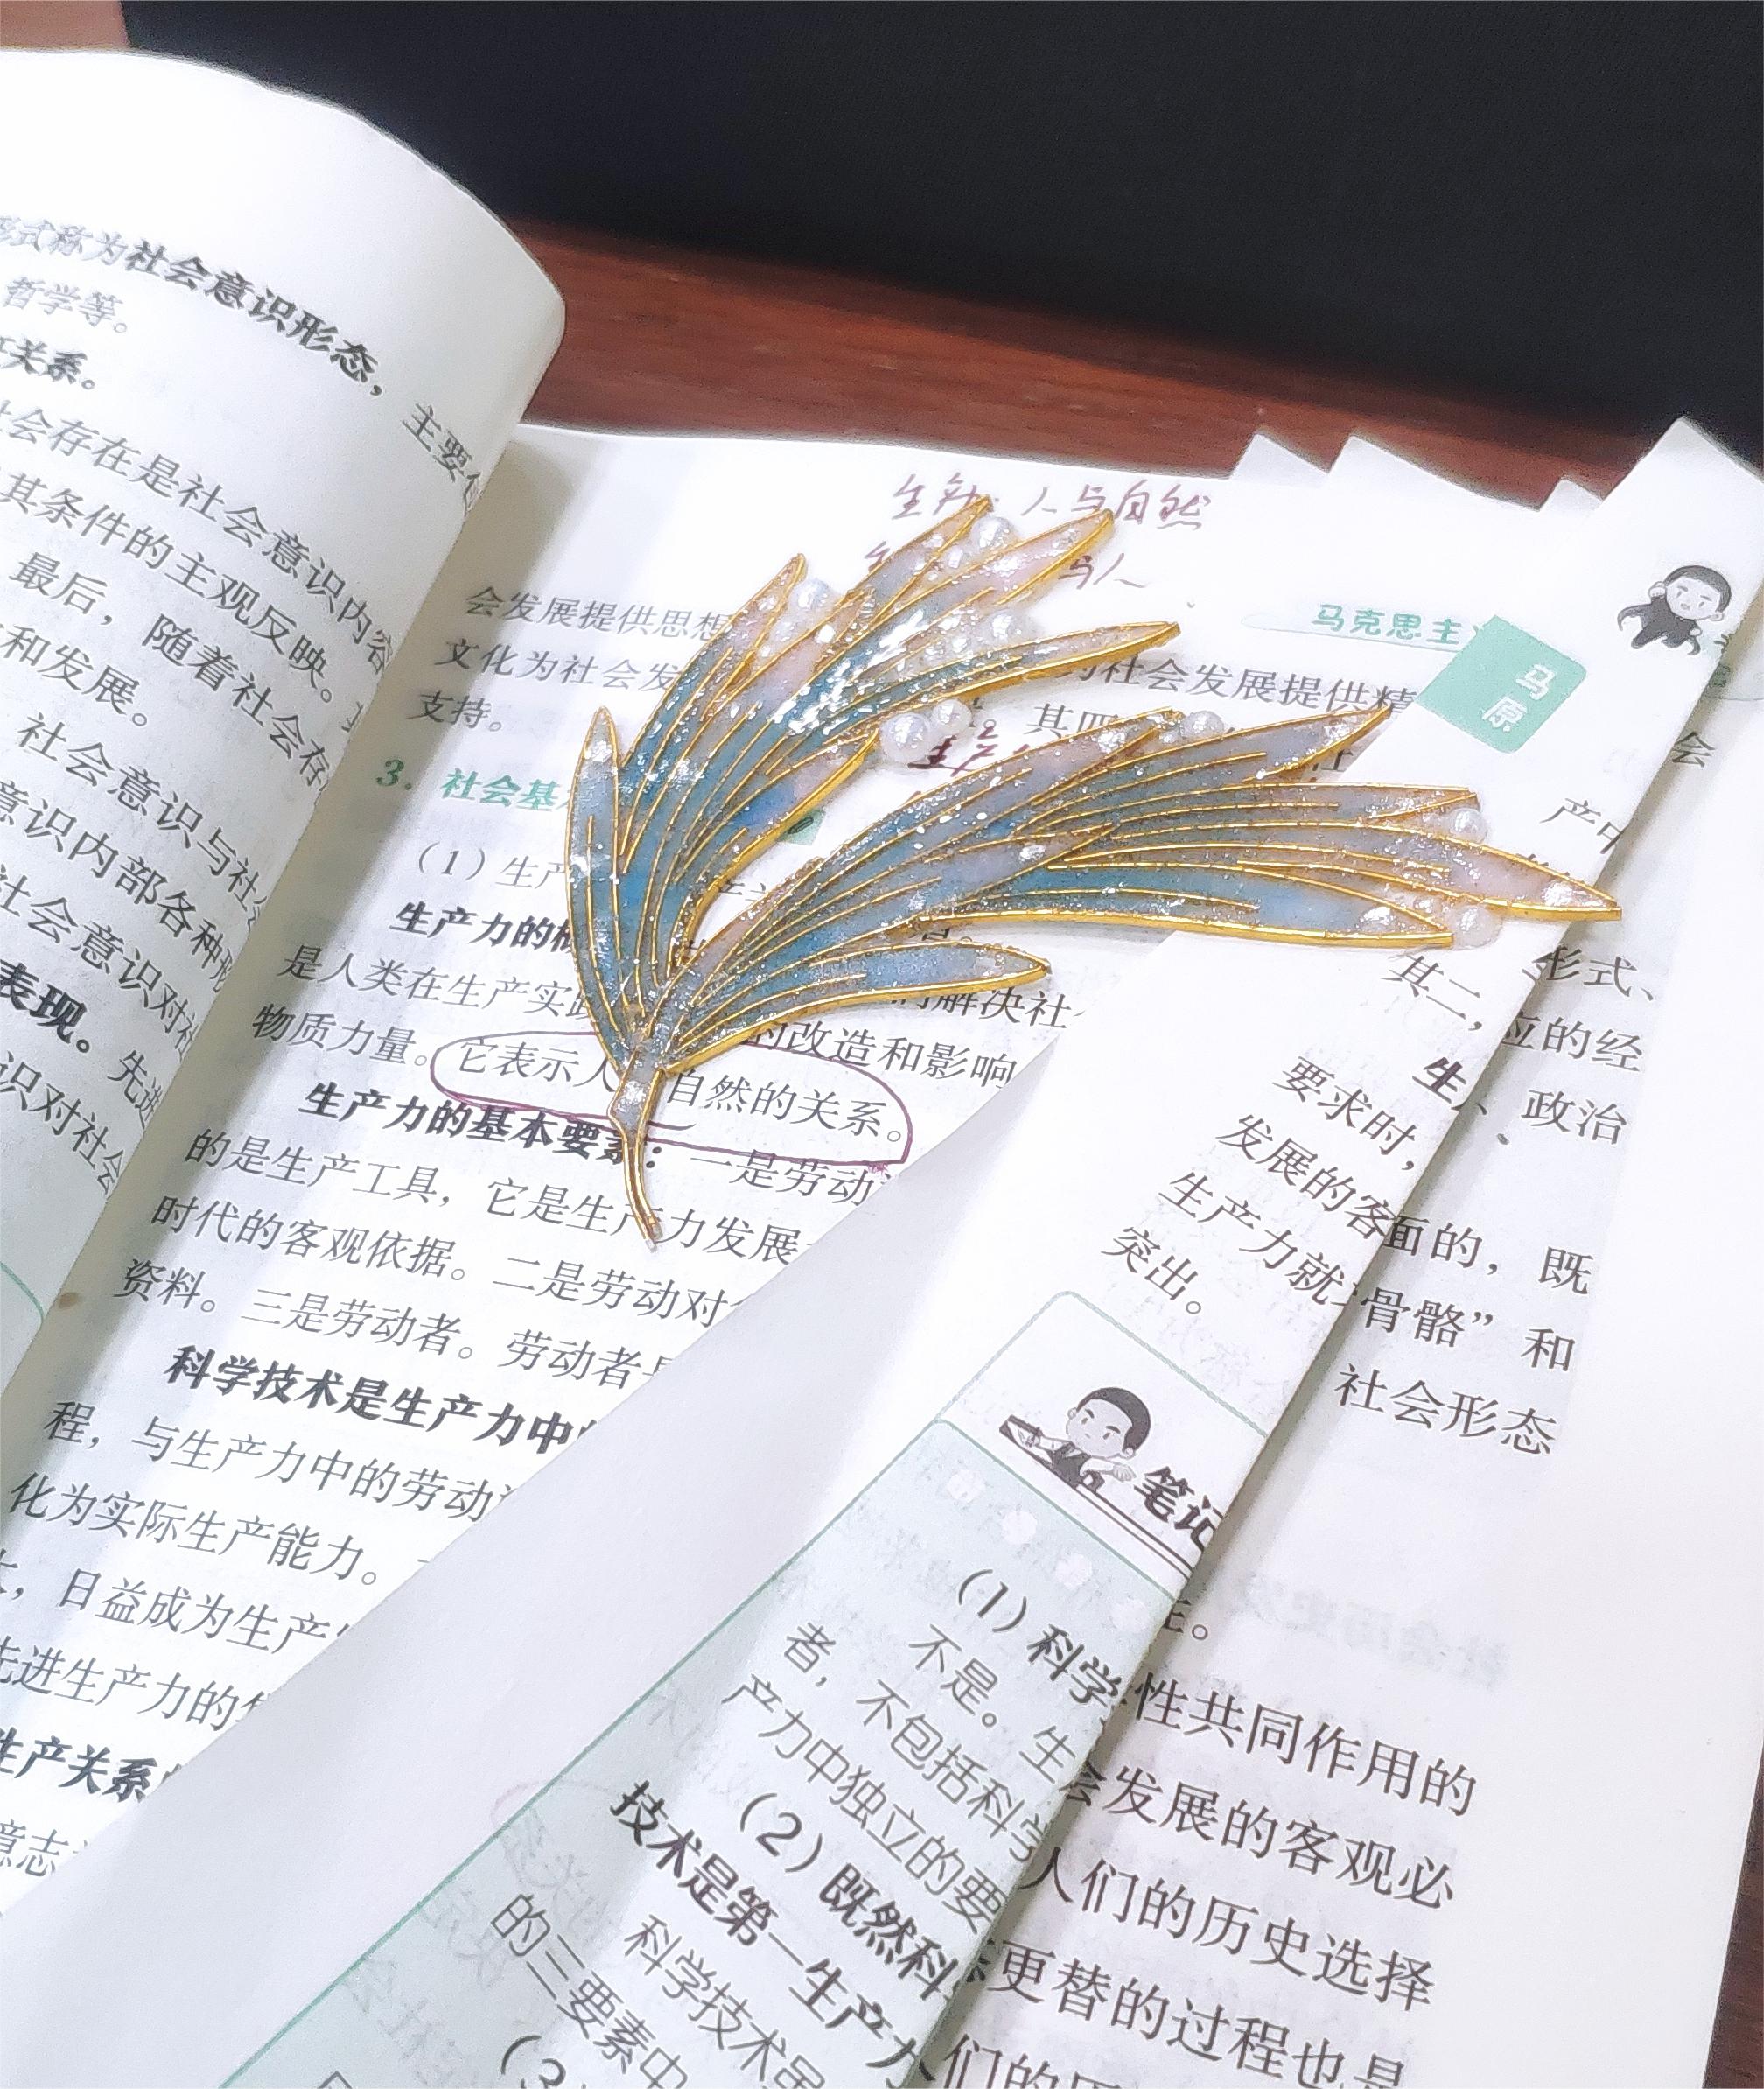 形式称为社会意识形态，主要
哲学等。
关系。
社会存在是社会意识内容
其条件的主观反映。
最后，随着社会存
和发展。
社会意识与社
意识内部各种形
社会意识对社
表现。先进
识对社会
生产力：人与自然
与人
会发展提供思想
文化为社会发
为社会发展提供精
支持。
其四
生产
马克思主
马原
3. 社会基
（1）生产
生产力的概
是人类在生产实践
的解决社
物质力量。它表示人
的改造和影响
自然的关系。
生产力的基本要素：一是劳动
的是生产工具，它是生产力发展
时代的客观依据。二是劳动对
资料。三是劳动者。劳动者
科学技术是生产力中
程，与生产力中的劳动
化为实际生产能力。
大，日益成为生产
先进生产力的
生产关系
意志
其二，
生
要求时，
发展的客
生产力就
突出。
笔记
（1）科学
不是。生
者，不包括科学
产力中独立的要
（2）既然科
技术是第一生产力
科学技术虽
的三要素中
（3
会
产中
形式、
立的经
、政治
面的，既
骨骼”和
社会形态
性共同作用的
会发展的客观必
人们的历史选择
态更替的过程也是
们的